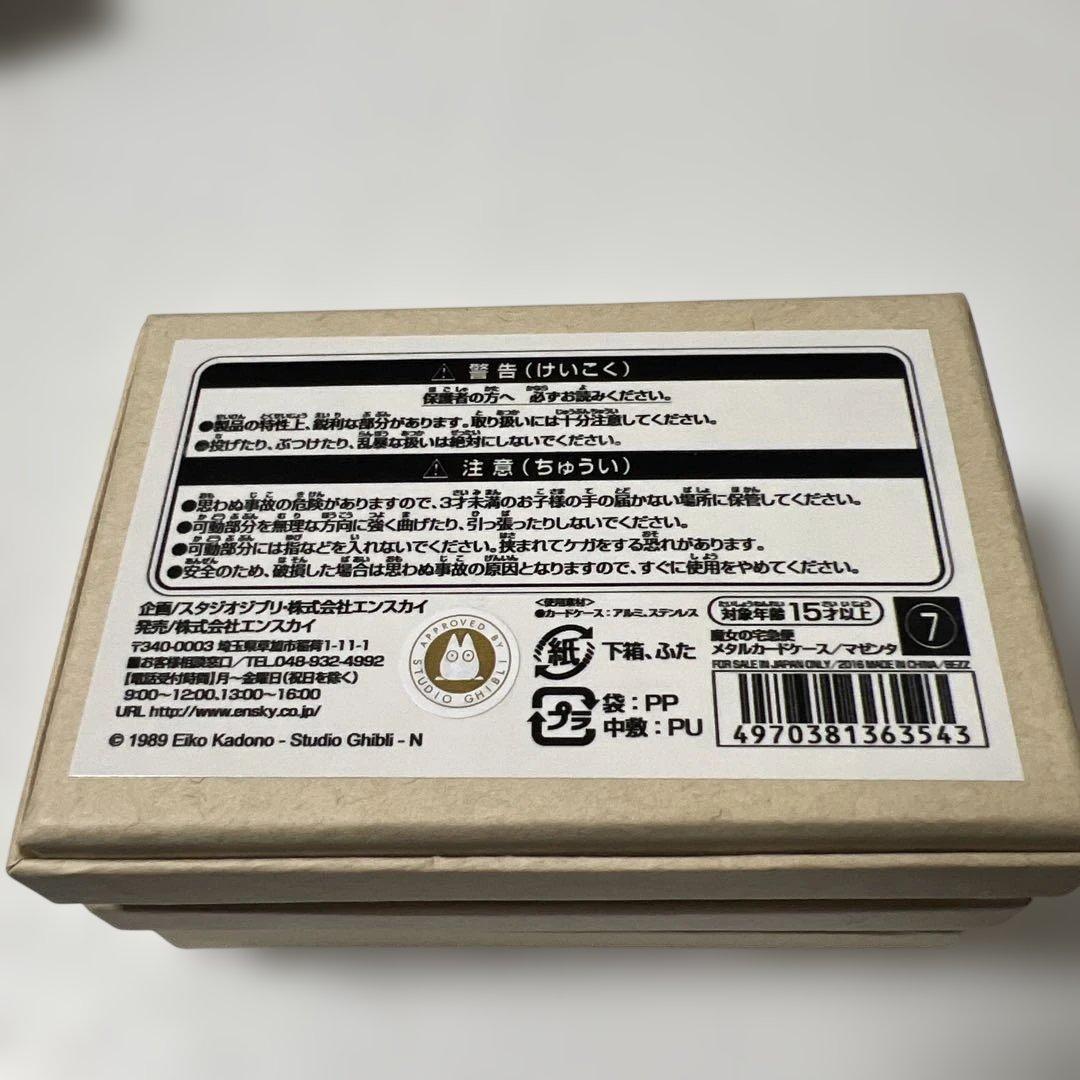 ⚠ 警告(けいこく)
保護者の方へ 必ずお読みください。
●製品の特性上、鋭利な部分があります。取り扱いには十分注意してください。
●投げたり、ぶつけたり、乱暴な扱いは絶対にしないでください。
⚠ 注意(ちゅうい)
●思わぬ事故の危険がありますので、3才未満のお子様の手の届かない場所に保管してください。
●可動部分を無理な方向に強く曲げたり、引っ張ったりしないでください。
●可動部分には指などを入れないでください。挟まれてケガをする恐れがあります。
●安全のため、破損した場合は思わぬ事故の原因となりますので、すぐに使用をやめてください。
企画/スタジオジブリ・株式会社エンスカイ
発売/株式会社エンスカイ
〒340-0003 埼玉県草加市稲荷1-11-1
■お客様相談窓口/TEL.048-932-4992
【電話受付時間】月~金曜日(祝日を除く)
9:00~12:00、13:00~16:00
URL http://www.ensky.co.jp/
© 1989 Eiko Kadono - Studio Ghibli - N
APPROVED BY STUDIO GHIBLI
<使用素材>
●カードケース:アルミ、ステンレス
紙 下箱、ふた
プラ 袋:PP
中敷:PU
対象年齢 15才以上
7
魔女の宅急便
メタルカードケース/マゼンタ
FOR SALE IN JAPAN ONLY/2016 MADE IN CHINA/BEZZ
4970381363543